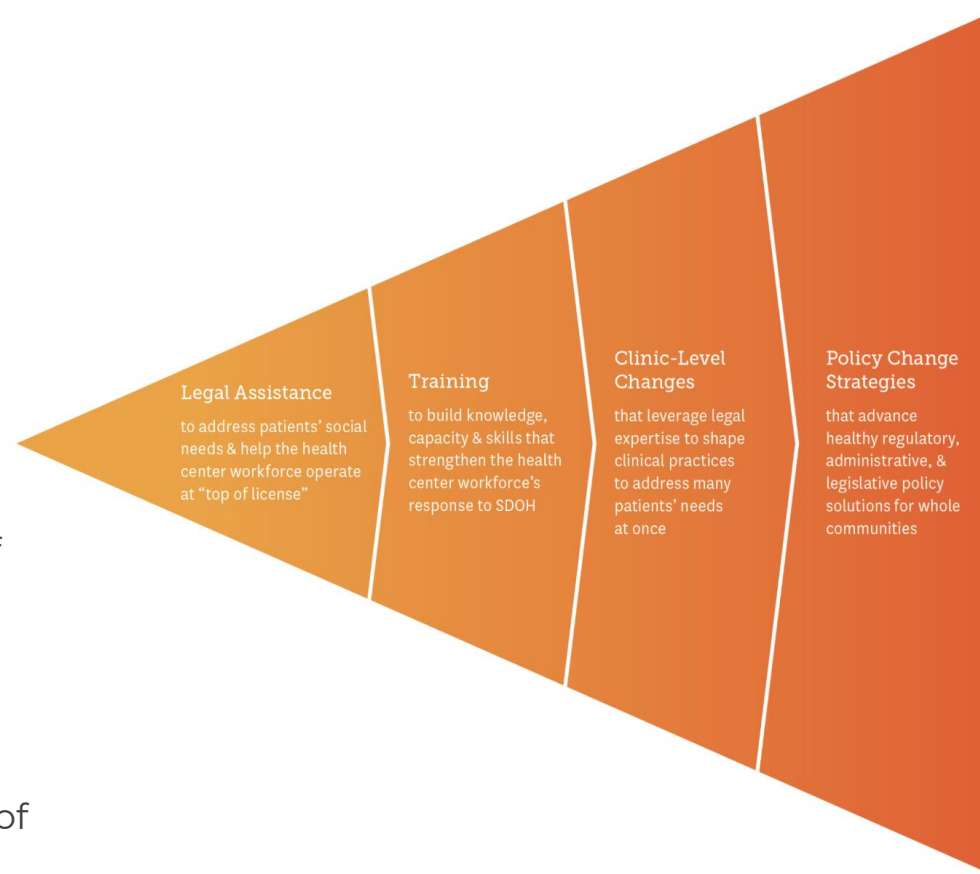 Legal Assistance
to address patients’ social
needs & help the health
center workforce operate
at “top of license”
Training
to build knowledge,
capacity & skills that
strengthen the health
center workforce’s
response to SDOH
Clinic-Level
Changes
that leverage legal
expertise to shape
clinical practices
to address many
patients’ needs
at once
Policy Change
Strategies
that advance
healthy regulatory,
administrative, &
legislative policy
solutions for whole
communities
of